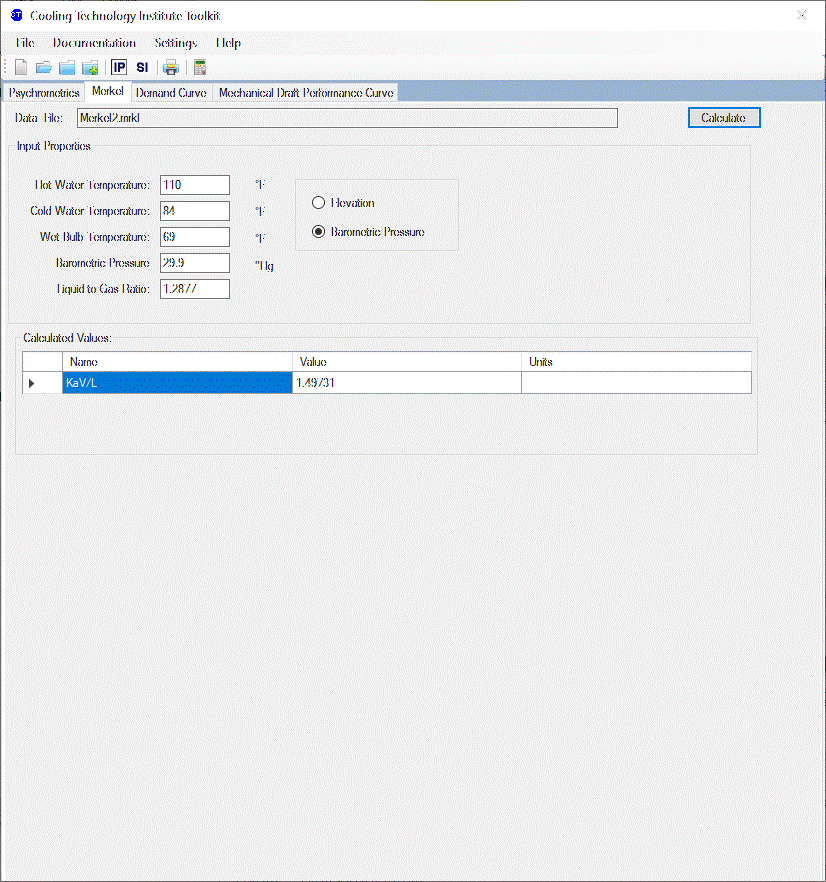 Cooling Technology Institute Toolkit
File Documentation Settings Help
IP SI
Psychrometrics Merkel Demand Curve Mechanical Draft Performance Curve
Data File: Merkel2.mrkl Calculate
Input Properties
Hot Water Temperature: 110 °F
Elevation
Cold Water Temperature: 84 °F
Barometric Pressure
Wet Bulb Temperature: 69 °F
Barometric Pressure 29.9 "Hg
Liquid to Gas Ratio: 1.2877
Calculated Values:
Name Value Units
KaV/L 1.49731